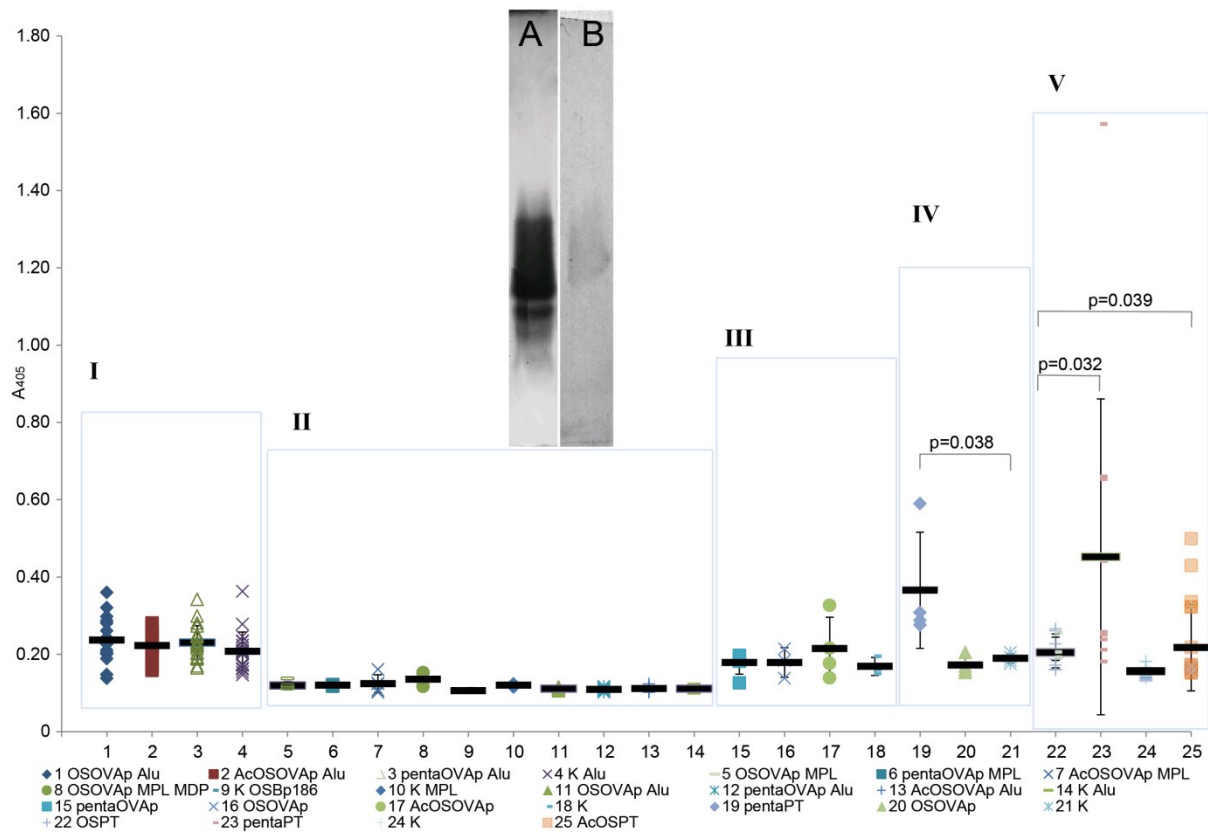 A B
1.80
1.60
1.40
1.20
1.00
0.80
0.60
0.40
0.20
0
A405
I
II
III
IV
V
p=0.038
p=0.032
p=0.039
1 2 3 4 5 6 7 8 9 10 11 12 13 14 15 16 17 18 19 20 21 22 23 24 25
1 OSOVAp Alu 2 AcOSOVAp Alu 3 pentaOVAp Alu 4 K Alu 5 OSOVAp MPL 6 pentaOVAp MPL 7 AcOSOVAp MPL
8 OSOVAp MPL MDP 9 K OSBp186 10 K MPL 11 OSOVAp Alu 12 pentaOVAp Alu 13 AcOSOVAp Alu 14 K Alu
15 pentaOVAp 16 OSOVAp 17 AcOSOVAp 18 K 19 pentaPT 20 OSOVAp 21 K
22 OSPT 23 pentaPT 24 K 25 AcOSPT